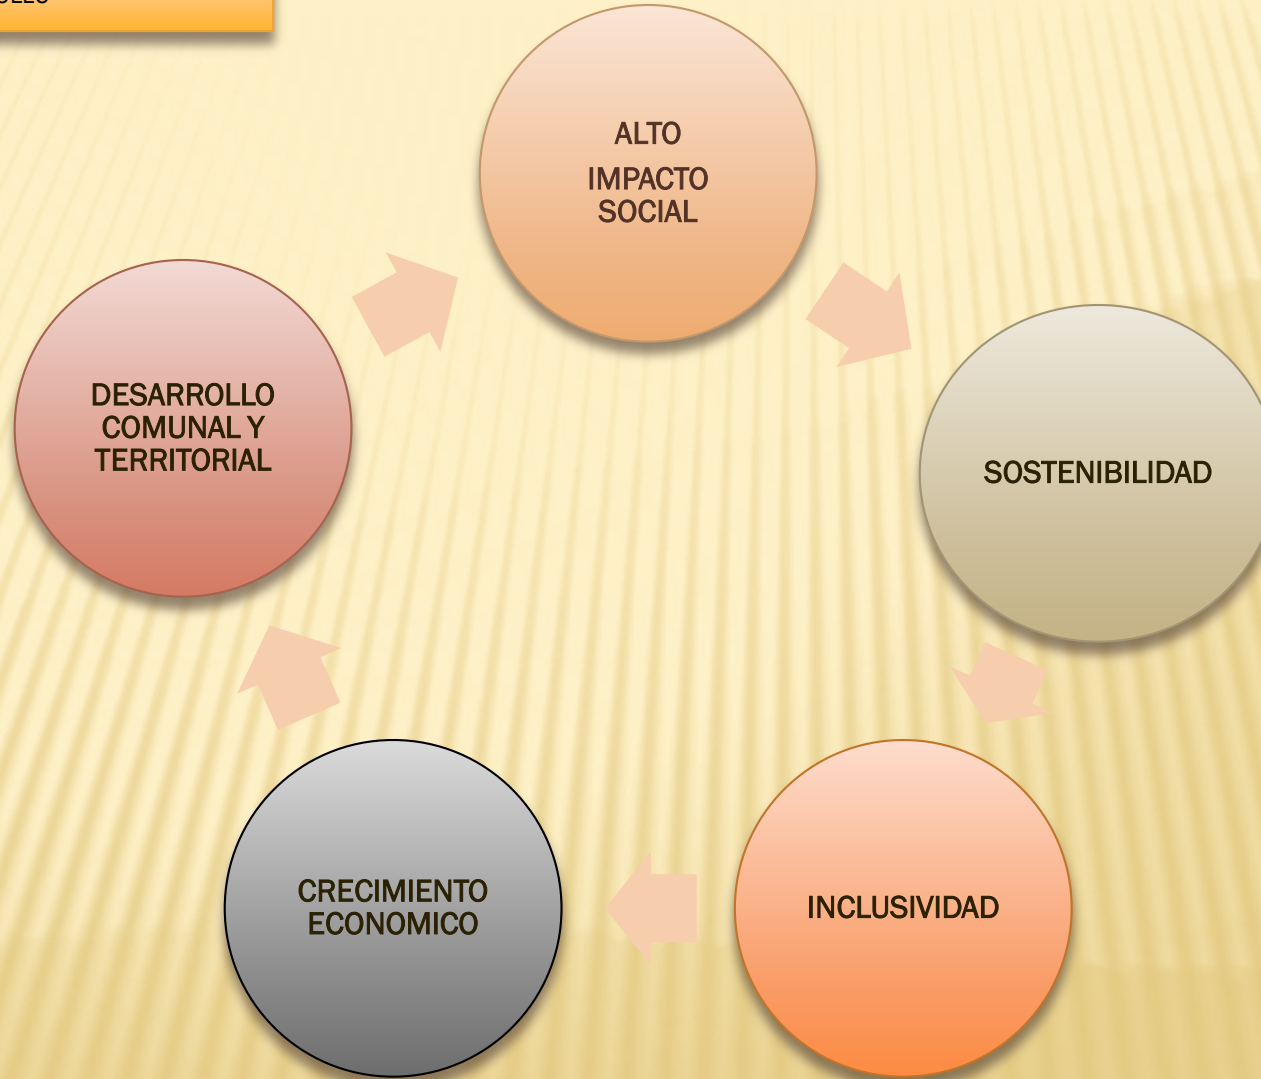 ALTO
IMPACTO
SOCIAL
DESARROLLO
COMUNAL Y
TERRITORIAL
SOSTENIBILIDAD
CRECIMIENTO
ECONOMICO
INCLUSIVIDAD